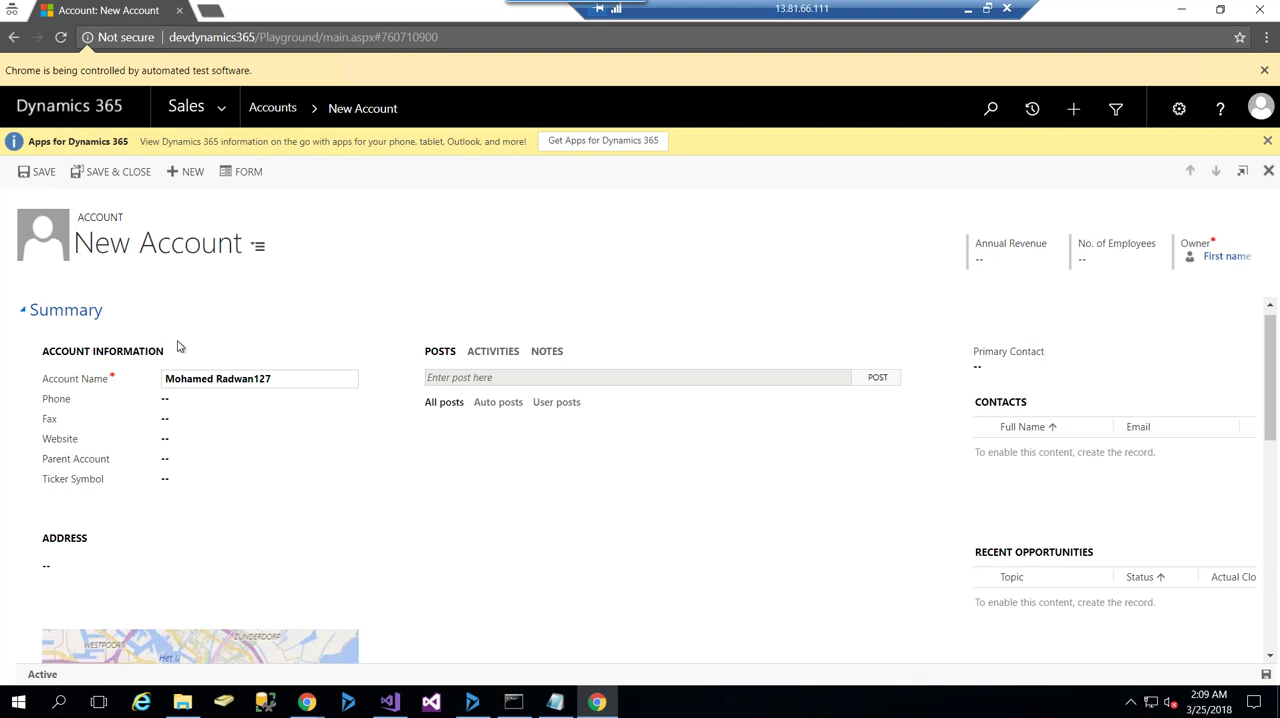 Account: New Account
13.81.66.111
Not secure | devdynamics365/Playground/main.aspx#760710900
Chrome is being controlled by automated test software.
Dynamics 365 Sales Accounts > New Account
Apps for Dynamics 365 View Dynamics 365 information on the go with apps for your phone, tablet, Outlook, and more! Get Apps for Dynamics 365
SAVE SAVE & CLOSE NEW FORM
ACCOUNT
New Account
Annual Revenue No. of Employees Owner*
-- -- First name
Summary
ACCOUNT INFORMATION
Account Name* Mohamed Radwan127
Phone --
Fax --
Website --
Parent Account --
Ticker Symbol --
ADDRESS
--
WESTPOORT Het IJ ZUNDERDORP
POSTS ACTIVITIES NOTES
Enter post here POST
All posts Auto posts User posts
Primary Contact
--
CONTACTS
Full Name ↑ Email
To enable this content, create the record.
RECENT OPPORTUNITIES
Topic Status ↑ Actual Clo
To enable this content, create the record.
Active
2:09 AM
3/25/2018